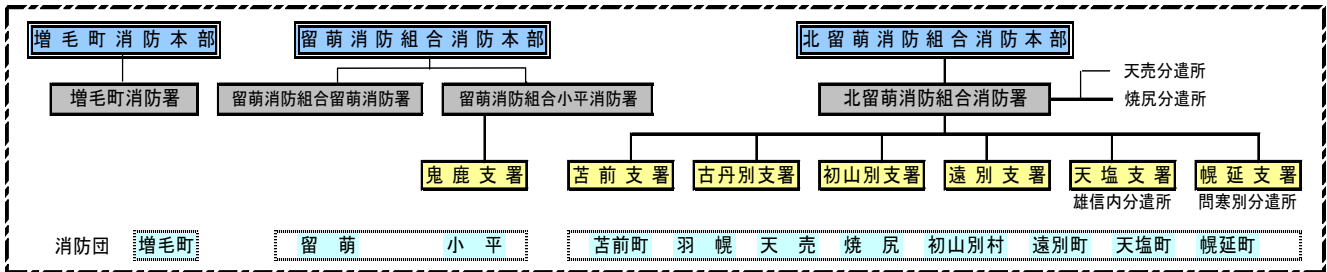 増毛町消防本部 留萌消防組合消防本部 北留萌消防組合消防本部
天売分遣所
増毛町消防署 留萌消防組合留萌消防署 留萌消防組合小平消防署 北留萌消防組合消防署 焼尻分遣所
鬼鹿支署 苫前支署 古丹別支署 初山別支署 遠別支署 天塩支署 幌延支署
雄信内分遣所 問寒別分遣所
消防団 増毛町 留萌 小平 苫前町 羽幌 天売 焼尻 初山別村 遠別町 天塩町 幌延町